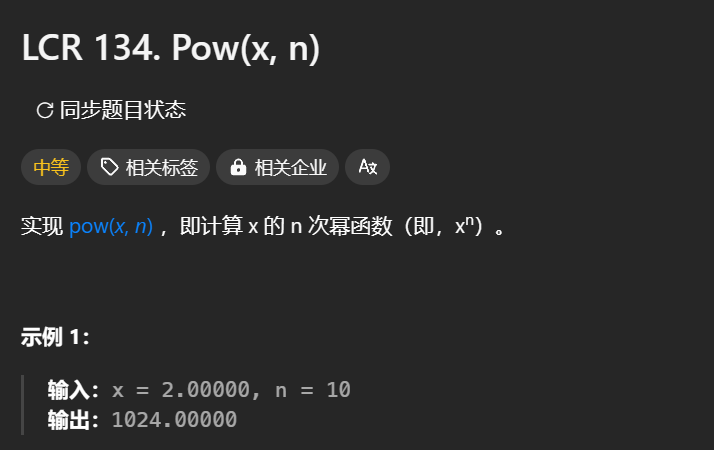 LCR 134. Pow(x, n)
同步题目状态
中等 相关标签 相关企业
实现 pow(x, n) ，即计算 x 的 n 次幂函数（即，xⁿ）。
示例 1：
输入：x = 2.00000, n = 10
输出：1024.00000